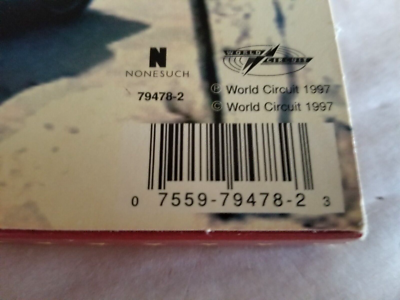 N
NONESUCH
WORLD CIRCUIT
79478-2
℗ World Circuit 1997
© World Circuit 1997
0 7559-79478-2 3